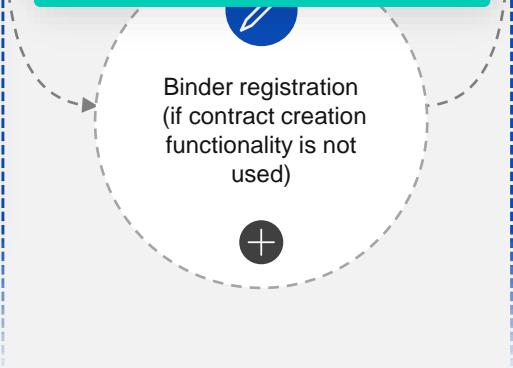 Binder registration
(if contract creation
functionality is not
used)